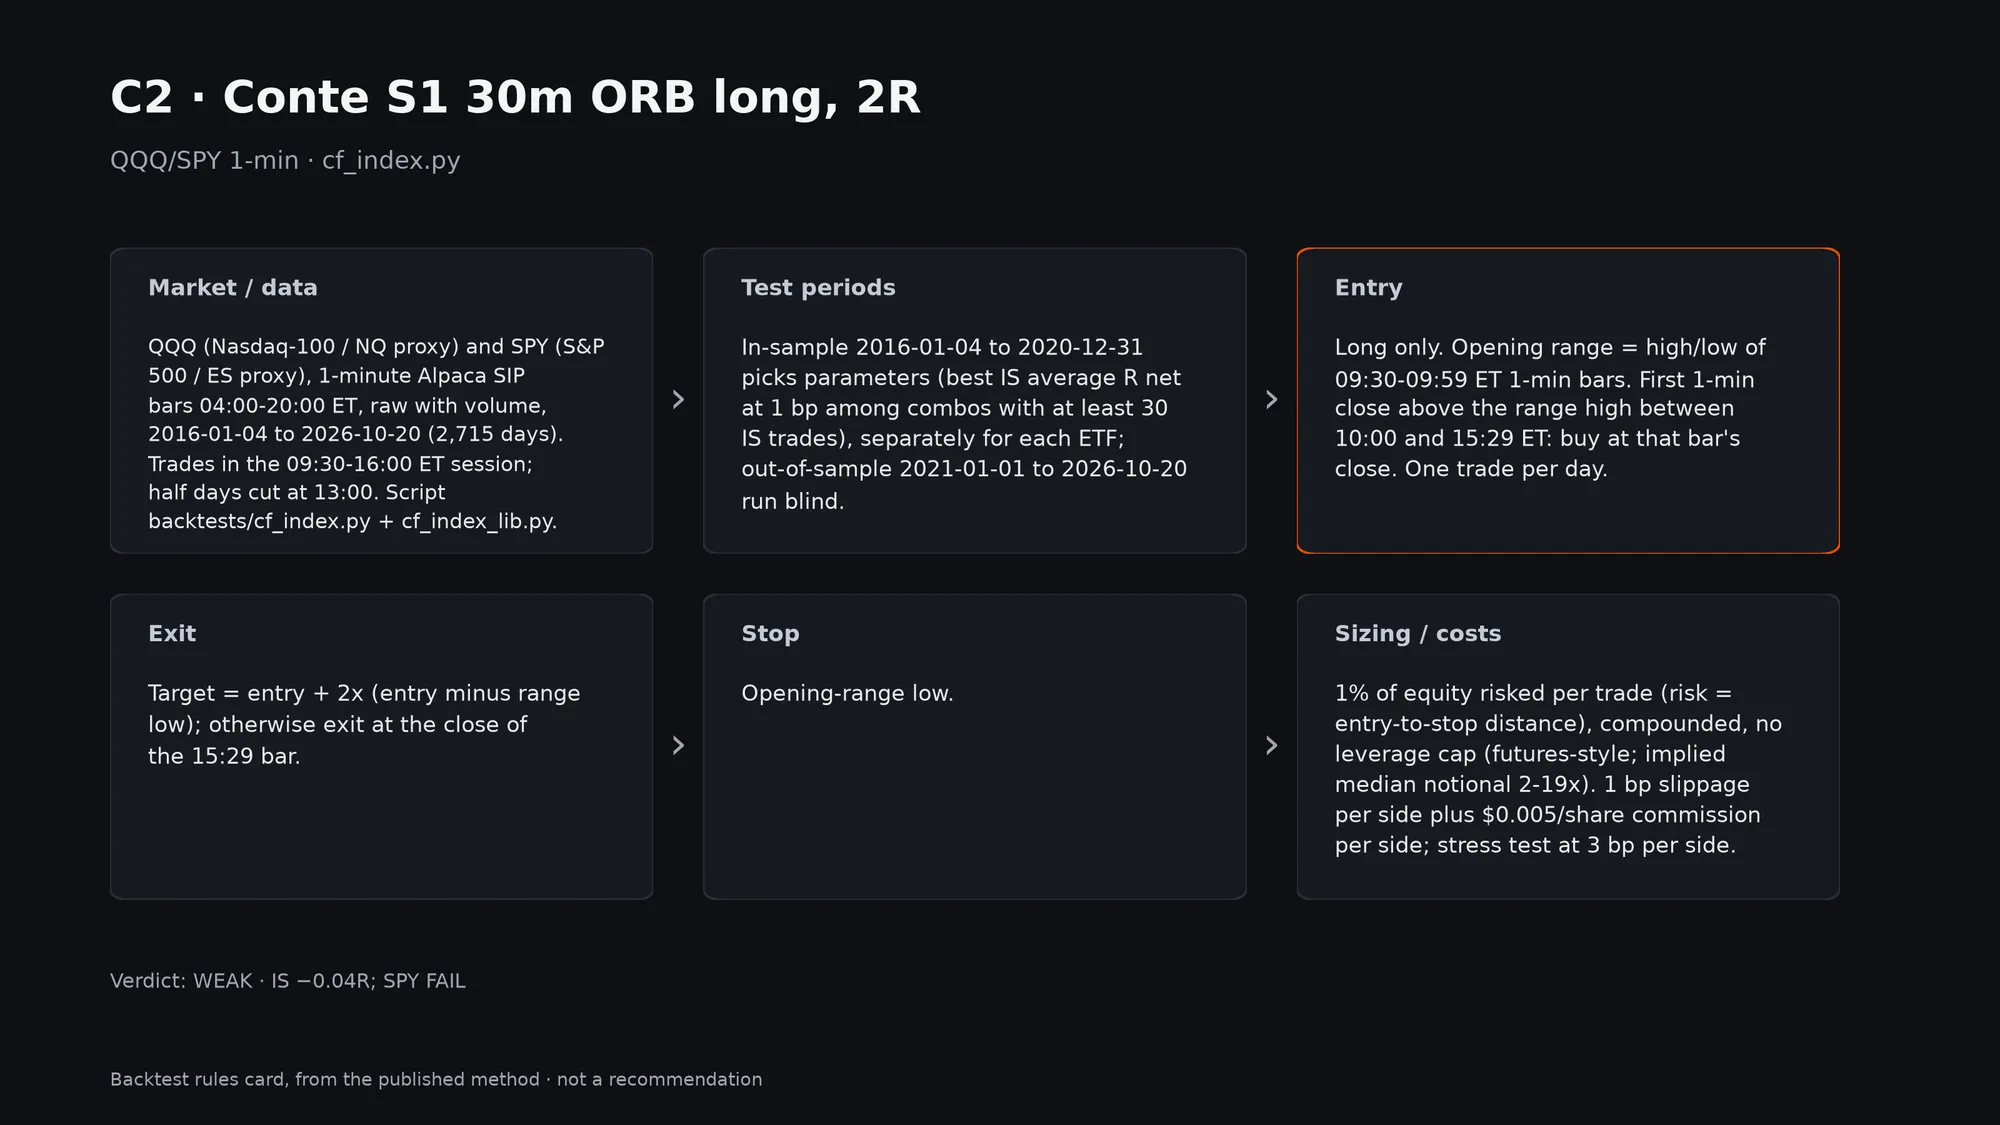 C2 · Conte S1 30m ORB long, 2R
QQQ/SPY 1-min · cf_index.py
Market / data
QQQ (Nasdaq-100 / NQ proxy) and SPY (S&P
500 / ES proxy), 1-minute Alpaca SIP
bars 04:00-20:00 ET, raw with volume,
2016-01-04 to 2026-10-20 (2,715 days).
Trades in the 09:30-16:00 ET session;
half days cut at 13:00. Script
backtests/cf_index.py + cf_index_lib.py.
›
Test periods
In-sample 2016-01-04 to 2020-12-31
picks parameters (best IS average R net
at 1 bp among combos with at least 30
IS trades), separately for each ETF;
out-of-sample 2021-01-01 to 2026-10-20
run blind.
›
Entry
Long only. Opening range = high/low of
09:30-09:59 ET 1-min bars. First 1-min
close above the range high between
10:00 and 15:29 ET: buy at that bar's
close. One trade per day.
Exit
Target = entry + 2x (entry minus range
low); otherwise exit at the close of
the 15:29 bar.
›
Stop
Opening-range low.
›
Sizing / costs
1% of equity risked per trade (risk =
entry-to-stop distance), compounded, no
leverage cap (futures-style; implied
median notional 2-19x). 1 bp slippage
per side plus $0.005/share commission
per side; stress test at 3 bp per side.
Verdict: WEAK · IS −0.04R; SPY FAIL
Backtest rules card, from the published method · not a recommendation